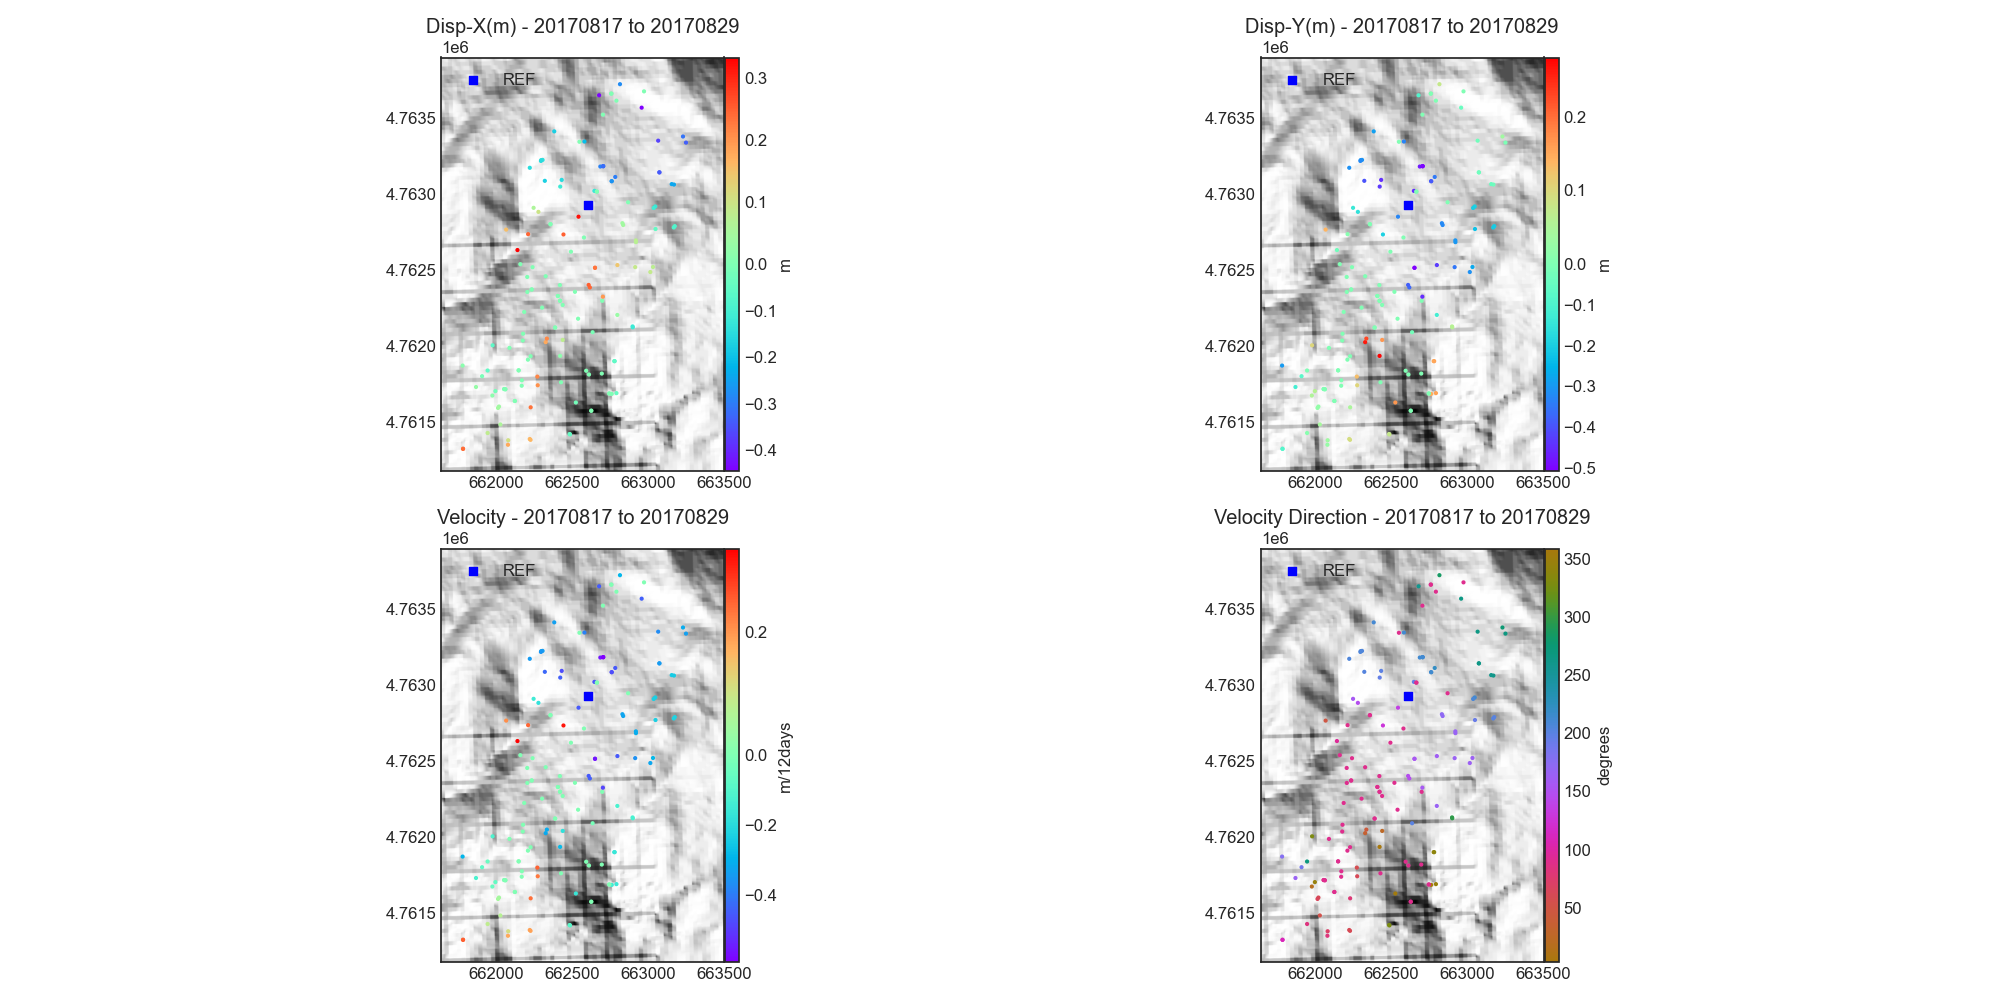 Disp-X(m) - 20170817 to 20170829
1e6
REF
4.7635
4.7630
4.7625
4.7620
4.7615
662000 662500 663000 663500
0.3
0.2
0.1
0.0
−0.1
−0.2
−0.3
−0.4
m
Disp-Y(m) - 20170817 to 20170829
1e6
REF
4.7635
4.7630
4.7625
4.7620
4.7615
662000 662500 663000 663500
0.2
0.1
0.0
−0.1
−0.2
−0.3
−0.4
−0.5
m
Velocity - 20170817 to 20170829
1e6
REF
4.7635
4.7630
4.7625
4.7620
4.7615
662000 662500 663000 663500
0.2
0.0
−0.2
−0.4
m/12days
Velocity Direction - 20170817 to 20170829
1e6
REF
4.7635
4.7630
4.7625
4.7620
4.7615
662000 662500 663000 663500
350
300
250
200
150
100
50
degrees